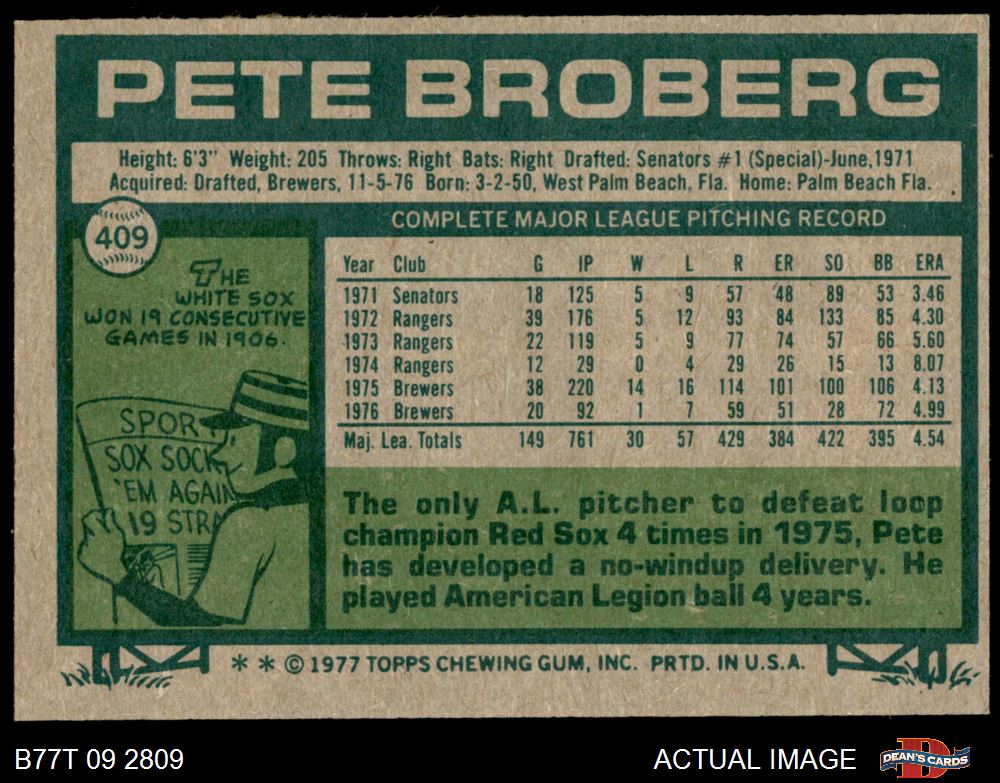 PETE BROBERG
Height: 6'3" Weight: 205 Throws: Right Bats: Right Drafted: Senators #1 (Special)-June,1971
Acquired: Drafted, Brewers, 11-5-76 Born: 3-2-50, West Palm Beach, Fla. Home: Palm Beach Fla.
409
THE
WHITE SOX
WON 19 CONSECUTIVE
GAMES IN 1906.
SPORT
SOX SOCK
'EM AGAIN
19 STRA
COMPLETE MAJOR LEAGUE PITCHING RECORD
Year Club G IP W L R ER SO BB ERA
1971 Senators 18 125 5 9 57 48 89 53 3.46
1972 Rangers 39 176 5 12 93 84 133 85 4.30
1973 Rangers 22 119 5 9 77 74 57 66 5.60
1974 Rangers 12 29 0 4 29 26 15 13 8.07
1975 Brewers 38 220 14 16 114 101 100 106 4.13
1976 Brewers 20 92 1 7 59 51 28 72 4.99
Maj. Lea. Totals 149 761 30 57 429 384 422 395 4.54
The only A.L. pitcher to defeat loop
champion Red Sox 4 times in 1975, Pete
has developed a no-windup delivery. He
played American Legion ball 4 years.
* * © 1977 TOPPS CHEWING GUM, INC. PRTD. IN U.S.A.
B77T 09 2809
ACTUAL IMAGE
DEAN'S CARDS